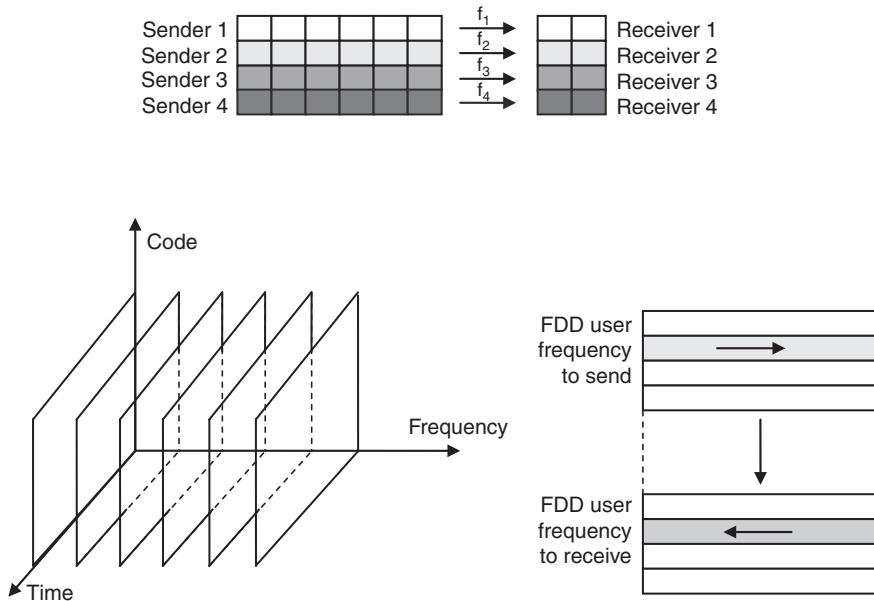 Sender 1 f1 Receiver 1
Sender 2 f2 Receiver 2
Sender 3 f3 Receiver 3
Sender 4 f4 Receiver 4
Code
Frequency
Time
FDD user
frequency
to send
FDD user
frequency
to receive